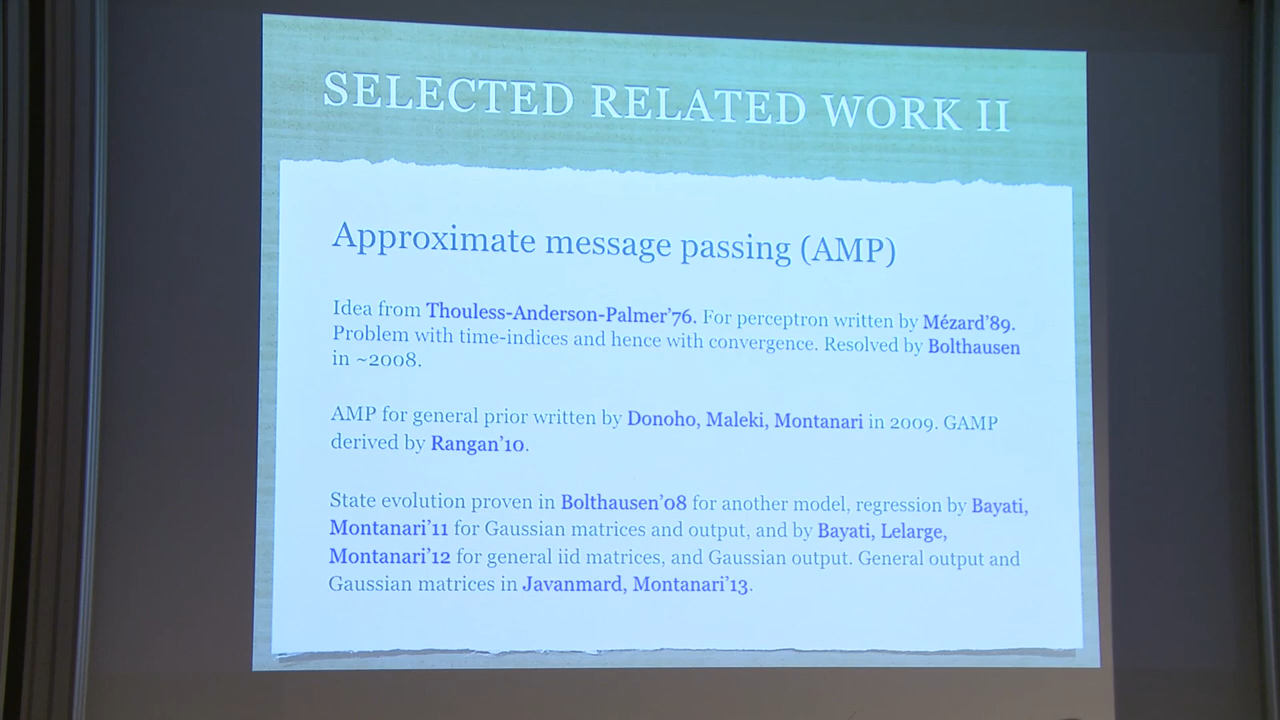 SELECTED RELATED WORK II
Approximate message passing (AMP)
Idea from Thouless-Anderson-Palmer'76. For perceptron written by Mézard'89.
Problem with time-indices and hence with convergence. Resolved by Bolthausen
in ~2008.
AMP for general prior written by Donoho, Maleki, Montanari in 2009. GAMP
derived by Rangan'10.
State evolution proven in Bolthausen'08 for another model, regression by Bayati,
Montanari'11 for Gaussian matrices and output, and by Bayati, Lelarge,
Montanari'12 for general iid matrices, and Gaussian output. General output and
Gaussian matrices in Javanmard, Montanari'13.